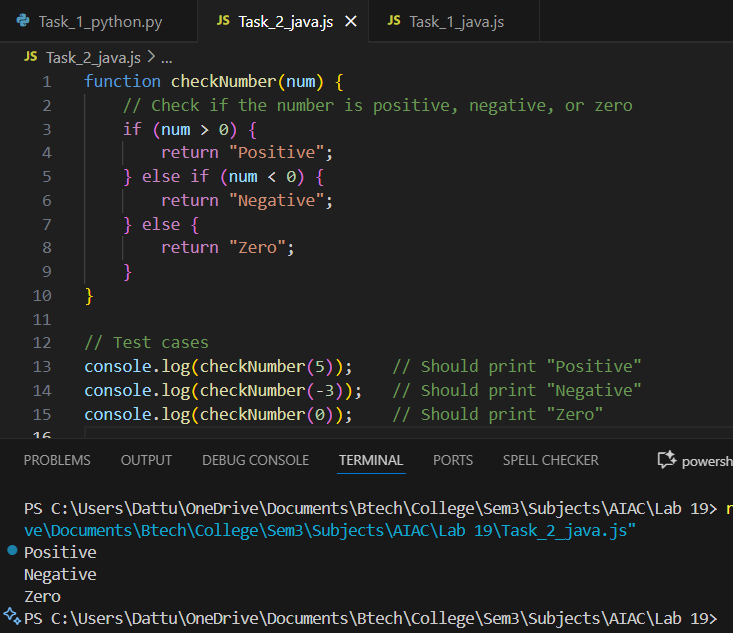 Task_1_python.py JS Task_2_java.js JS Task_1_java.js
JS Task_2_java.js > ...
1 function checkNumber(num) {
2 // Check if the number is positive, negative, or zero
3 if (num > 0) {
4 return "Positive";
5 } else if (num < 0) {
6 return "Negative";
7 } else {
8 return "Zero";
9 }
10 }
11
12 // Test cases
13 console.log(checkNumber(5)); // Should print "Positive"
14 console.log(checkNumber(-3)); // Should print "Negative"
15 console.log(checkNumber(0)); // Should print "Zero"
16
PROBLEMS OUTPUT DEBUG CONSOLE TERMINAL PORTS SPELL CHECKER powersh
PS C:\Users\Dattu\OneDrive\Documents\Btech\College\Sem3\Subjects\AIAC\Lab 19>
ve\Documents\Btech\College\Sem3\Subjects\AIAC\Lab 19\Task_2_java.js"
Positive
Negative
Zero
PS C:\Users\Dattu\OneDrive\Documents\Btech\College\Sem3\Subjects\AIAC\Lab 19>